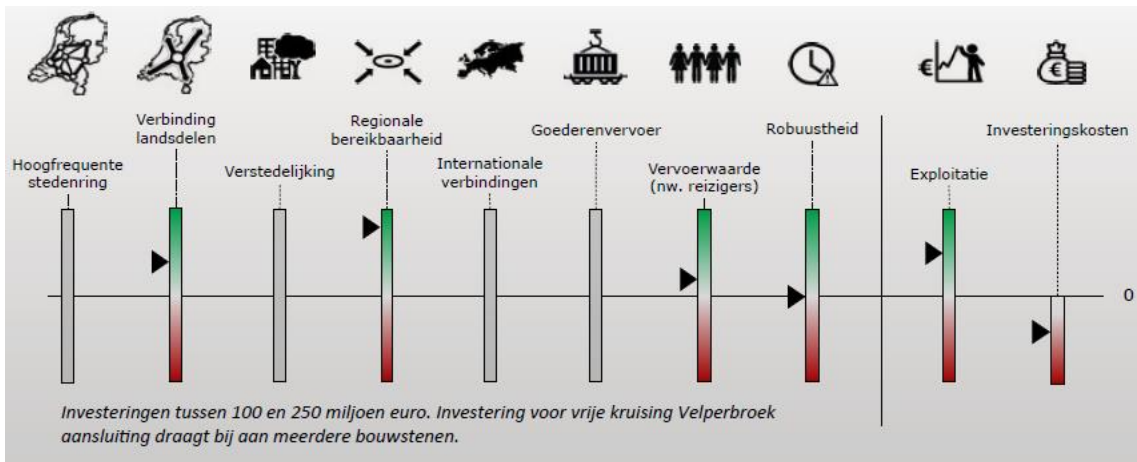 Hoogfrequente
stedenring
Verbinding
landsdelen
Verstedelijking
Regionale
bereikbaarheid
Internationale
verbindingen
Goederenvervoer
Vervoerwaarde
(nw. reizigers)
Robuustheid
€
Exploitatie
€
Investeringskosten
0
Investeringen tussen 100 en 250 miljoen euro. Investering voor vrije kruising Velperbroek
aansluiting draagt bij aan meerdere bouwstenen.